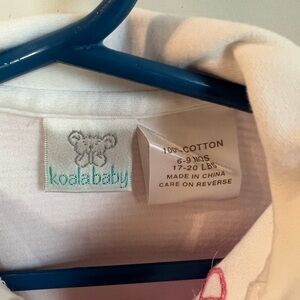 koala baby
100% COTTON
6-9 MOS
17-20 LBS
MADE IN CHINA
CARE ON REVERSE